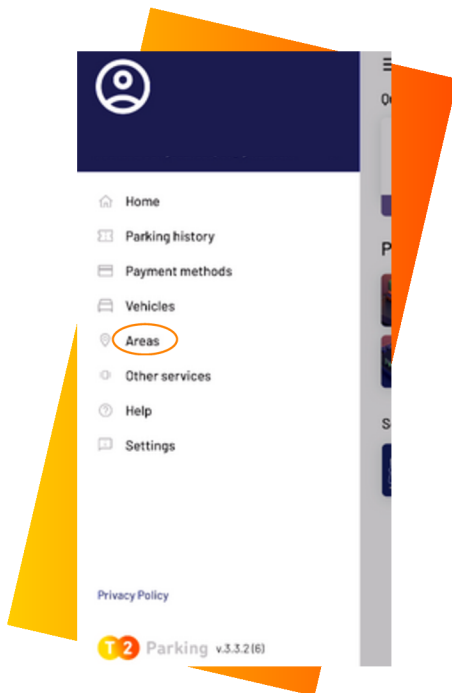 Home
Parking history
Payment methods
Vehicles
Areas
Other services
Help
Settings
Privacy Policy
T2 Parking v.3.3.2(6)